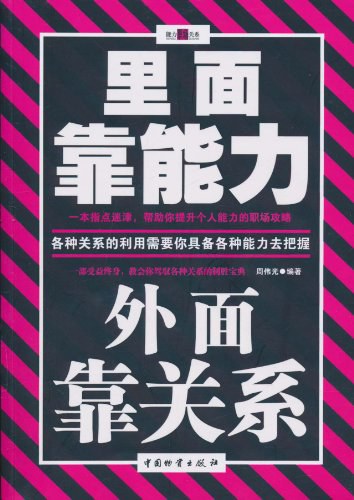 能力 关系
里面
靠能力
一本指点迷津,帮助你提升个人能力的职场攻略
各种关系的利用需要你具备各种能力去把握
一部受益终身,教会你驾驭各种关系的制胜宝典 周伟光●编著
外面
靠关系
中国物资出版社